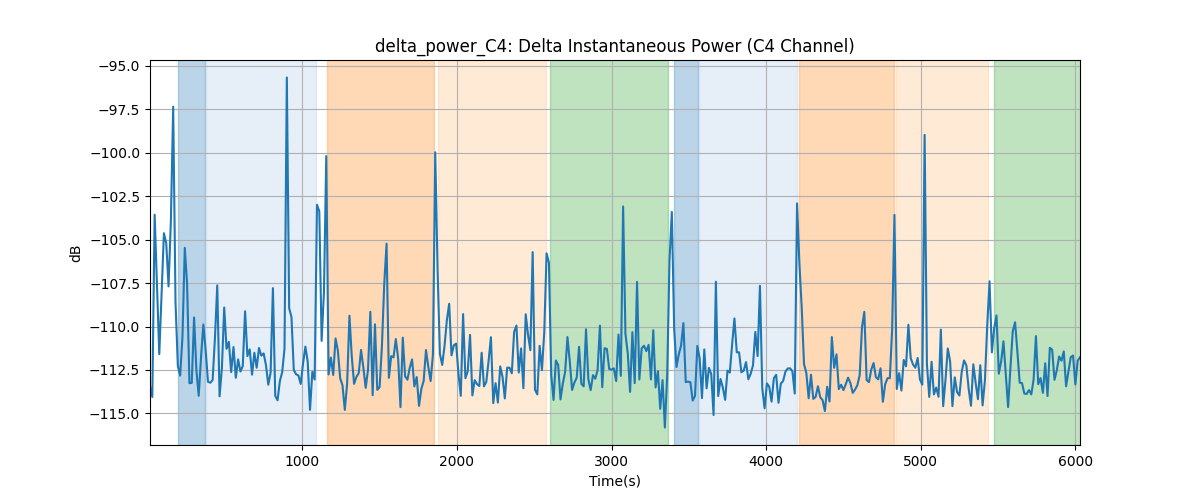 delta_power_C4: Delta Instantaneous Power (C4 Channel)
−95.0
−97.5
−100.0
−102.5
−105.0
−107.5
−110.0
−112.5
−115.0
dB
1000 2000 3000 4000 5000 6000
Time(s)